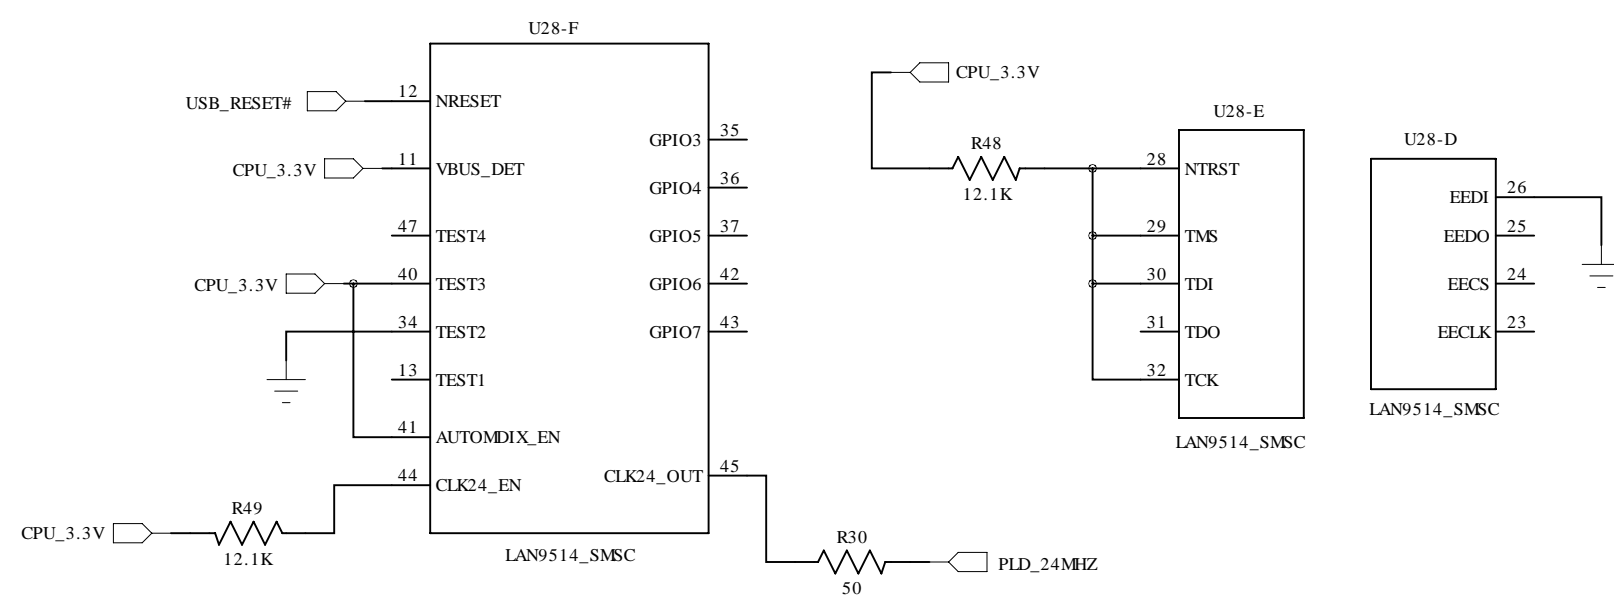 U28-F
USB_RESET#
12
NRESET
CPU_3.3V
11
VBUS_DET
47
TEST4
CPU_3.3V
40
TEST3
34
TEST2
13
TEST1
41
AUTOMDIX_EN
44
CLK24_EN
CPU_3.3V
R49
12.1K
GPIO3
35
GPIO4
36
GPIO5
37
GPIO6
42
GPIO7
43
CLK24_OUT
45
LAN9514_SMSC
R30
50
PLD_24MHZ
CPU_3.3V
R48
12.1K
U28-E
28
NTRST
29
TMS
30
TDI
31
TDO
32
TCK
LAN9514_SMSC
U28-D
EEDI
26
EEDO
25
EECS
24
EECLK
23
LAN9514_SMSC